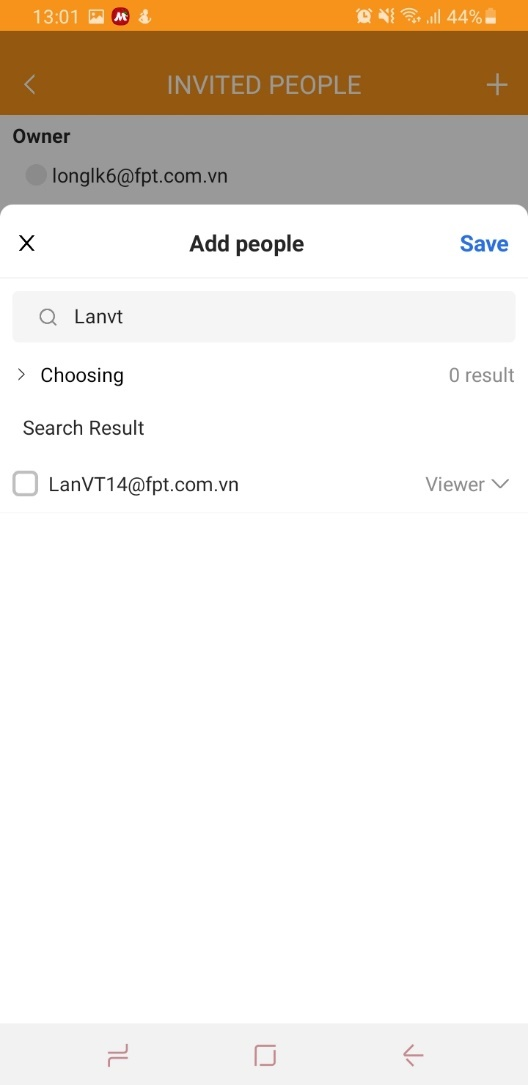 13:01 44%
INVITED PEOPLE
Owner
longlk6@fpt.com.vn
Add people Save
Lanvt
Choosing 0 result
Search Result
LanVT14@fpt.com.vn Viewer